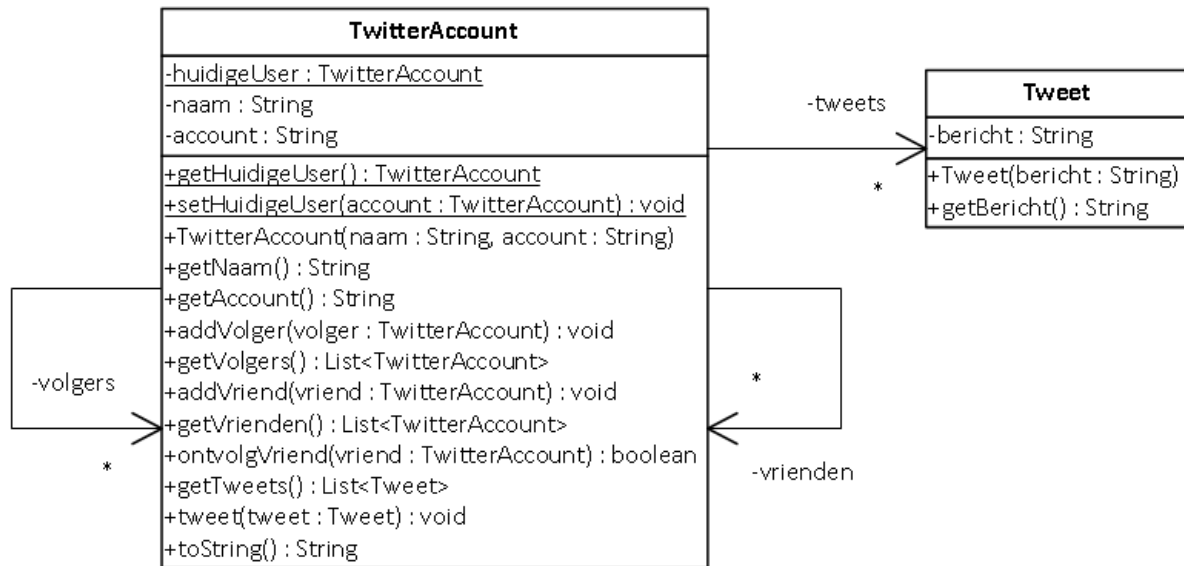 TwitterAccount
-huidigeUser : TwitterAccount
-naam : String
-account : String
+getHuidigeUser() : TwitterAccount
+setHuidigeUser(account : TwitterAccount) : void
+TwitterAccount(naam : String, account : String)
+getNaam() : String
+getAccount() : String
+addVolger(volger : TwitterAccount) : void
+getVolgers() : List<TwitterAccount>
+addVriend(vriend : TwitterAccount) : void
+getVrienden() : List<TwitterAccount>
+ontvolgVriend(vriend : TwitterAccount) : boolean
+getTweets() : List<Tweet>
+tweet(tweet : Tweet) : void
+toString() : String
-volgers
*
*
-vrienden
-tweets
*
Tweet
-bericht : String
+Tweet(bericht : String)
+getBericht() : String